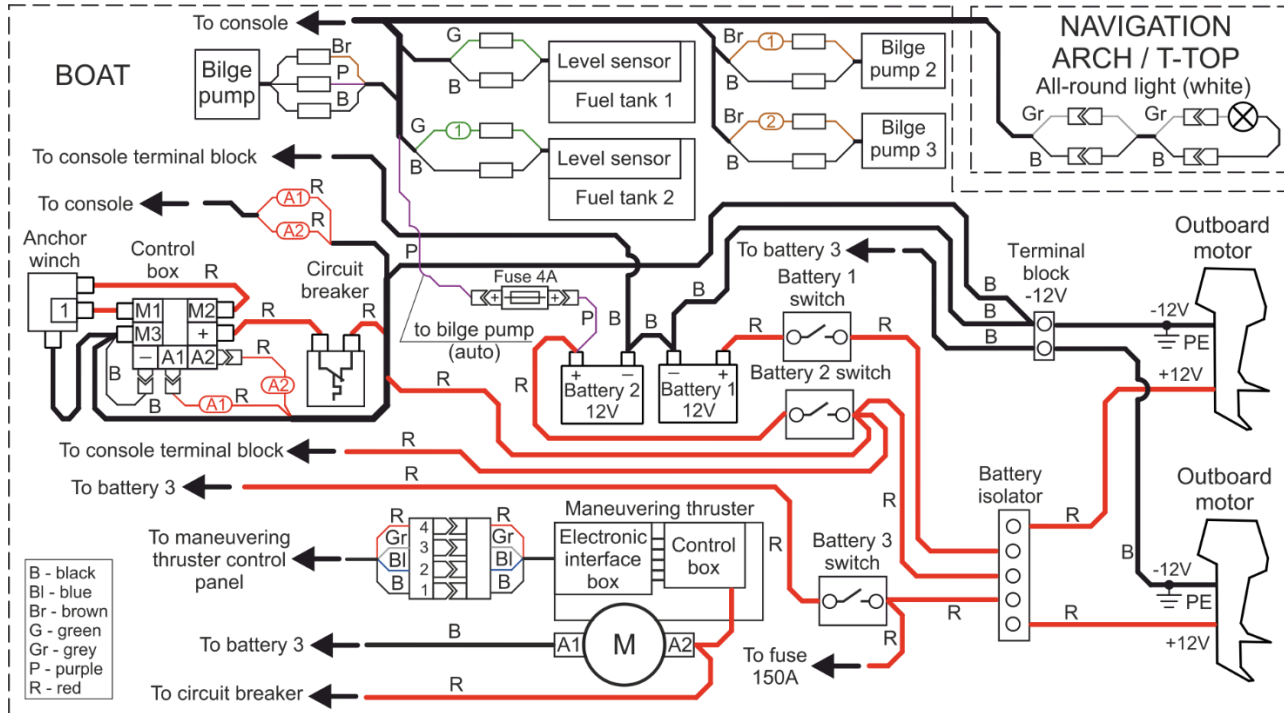 To console
BOAT
Bilge
pump
Br
P
B
G
B
Level sensor
Fuel tank 1
G
1
B
Level sensor
Fuel tank 2
Br
1
B
Bilge
pump 2
Br
2
B
Bilge
pump 3
NAVIGATION
ARCH / T-TOP
All-round light (white)
Gr
B
Gr
B
To console terminal block
To console
A1
R
A2
R
Anchor
winch
1
Control
box
R
M1
M2
M3
+
–
A1
A2
B
B
R
A2
A1
R
Circuit
breaker
R
R
P
to bilge pump
(auto)
Fuse 4A
+
+
P
B
B
B
R
+
–
Battery 2
12V
–
+
Battery 1
12V
R
To battery 3
Battery 1
switch
R
Battery 2 switch
B
B
B
Terminal
block
-12V
Outboard
motor
-12V
PE
+12V
R
To console terminal block
R
To battery 3
R
R
Battery
isolator
R
Outboard
motor
B
-12V
PE
R
+12V
To maneuvering
thruster control
panel
R
Gr
Bl
B
4
3
2
1
R
Gr
Bl
B
Maneuvering thruster
Electronic
interface
box
Control
box
R
Battery 3
switch
R
R
To fuse
150A
To battery 3
B
A1
M
A2
To circuit breaker
R
B - black
Bl - blue
Br - brown
G - green
Gr - grey
P - purple
R - red